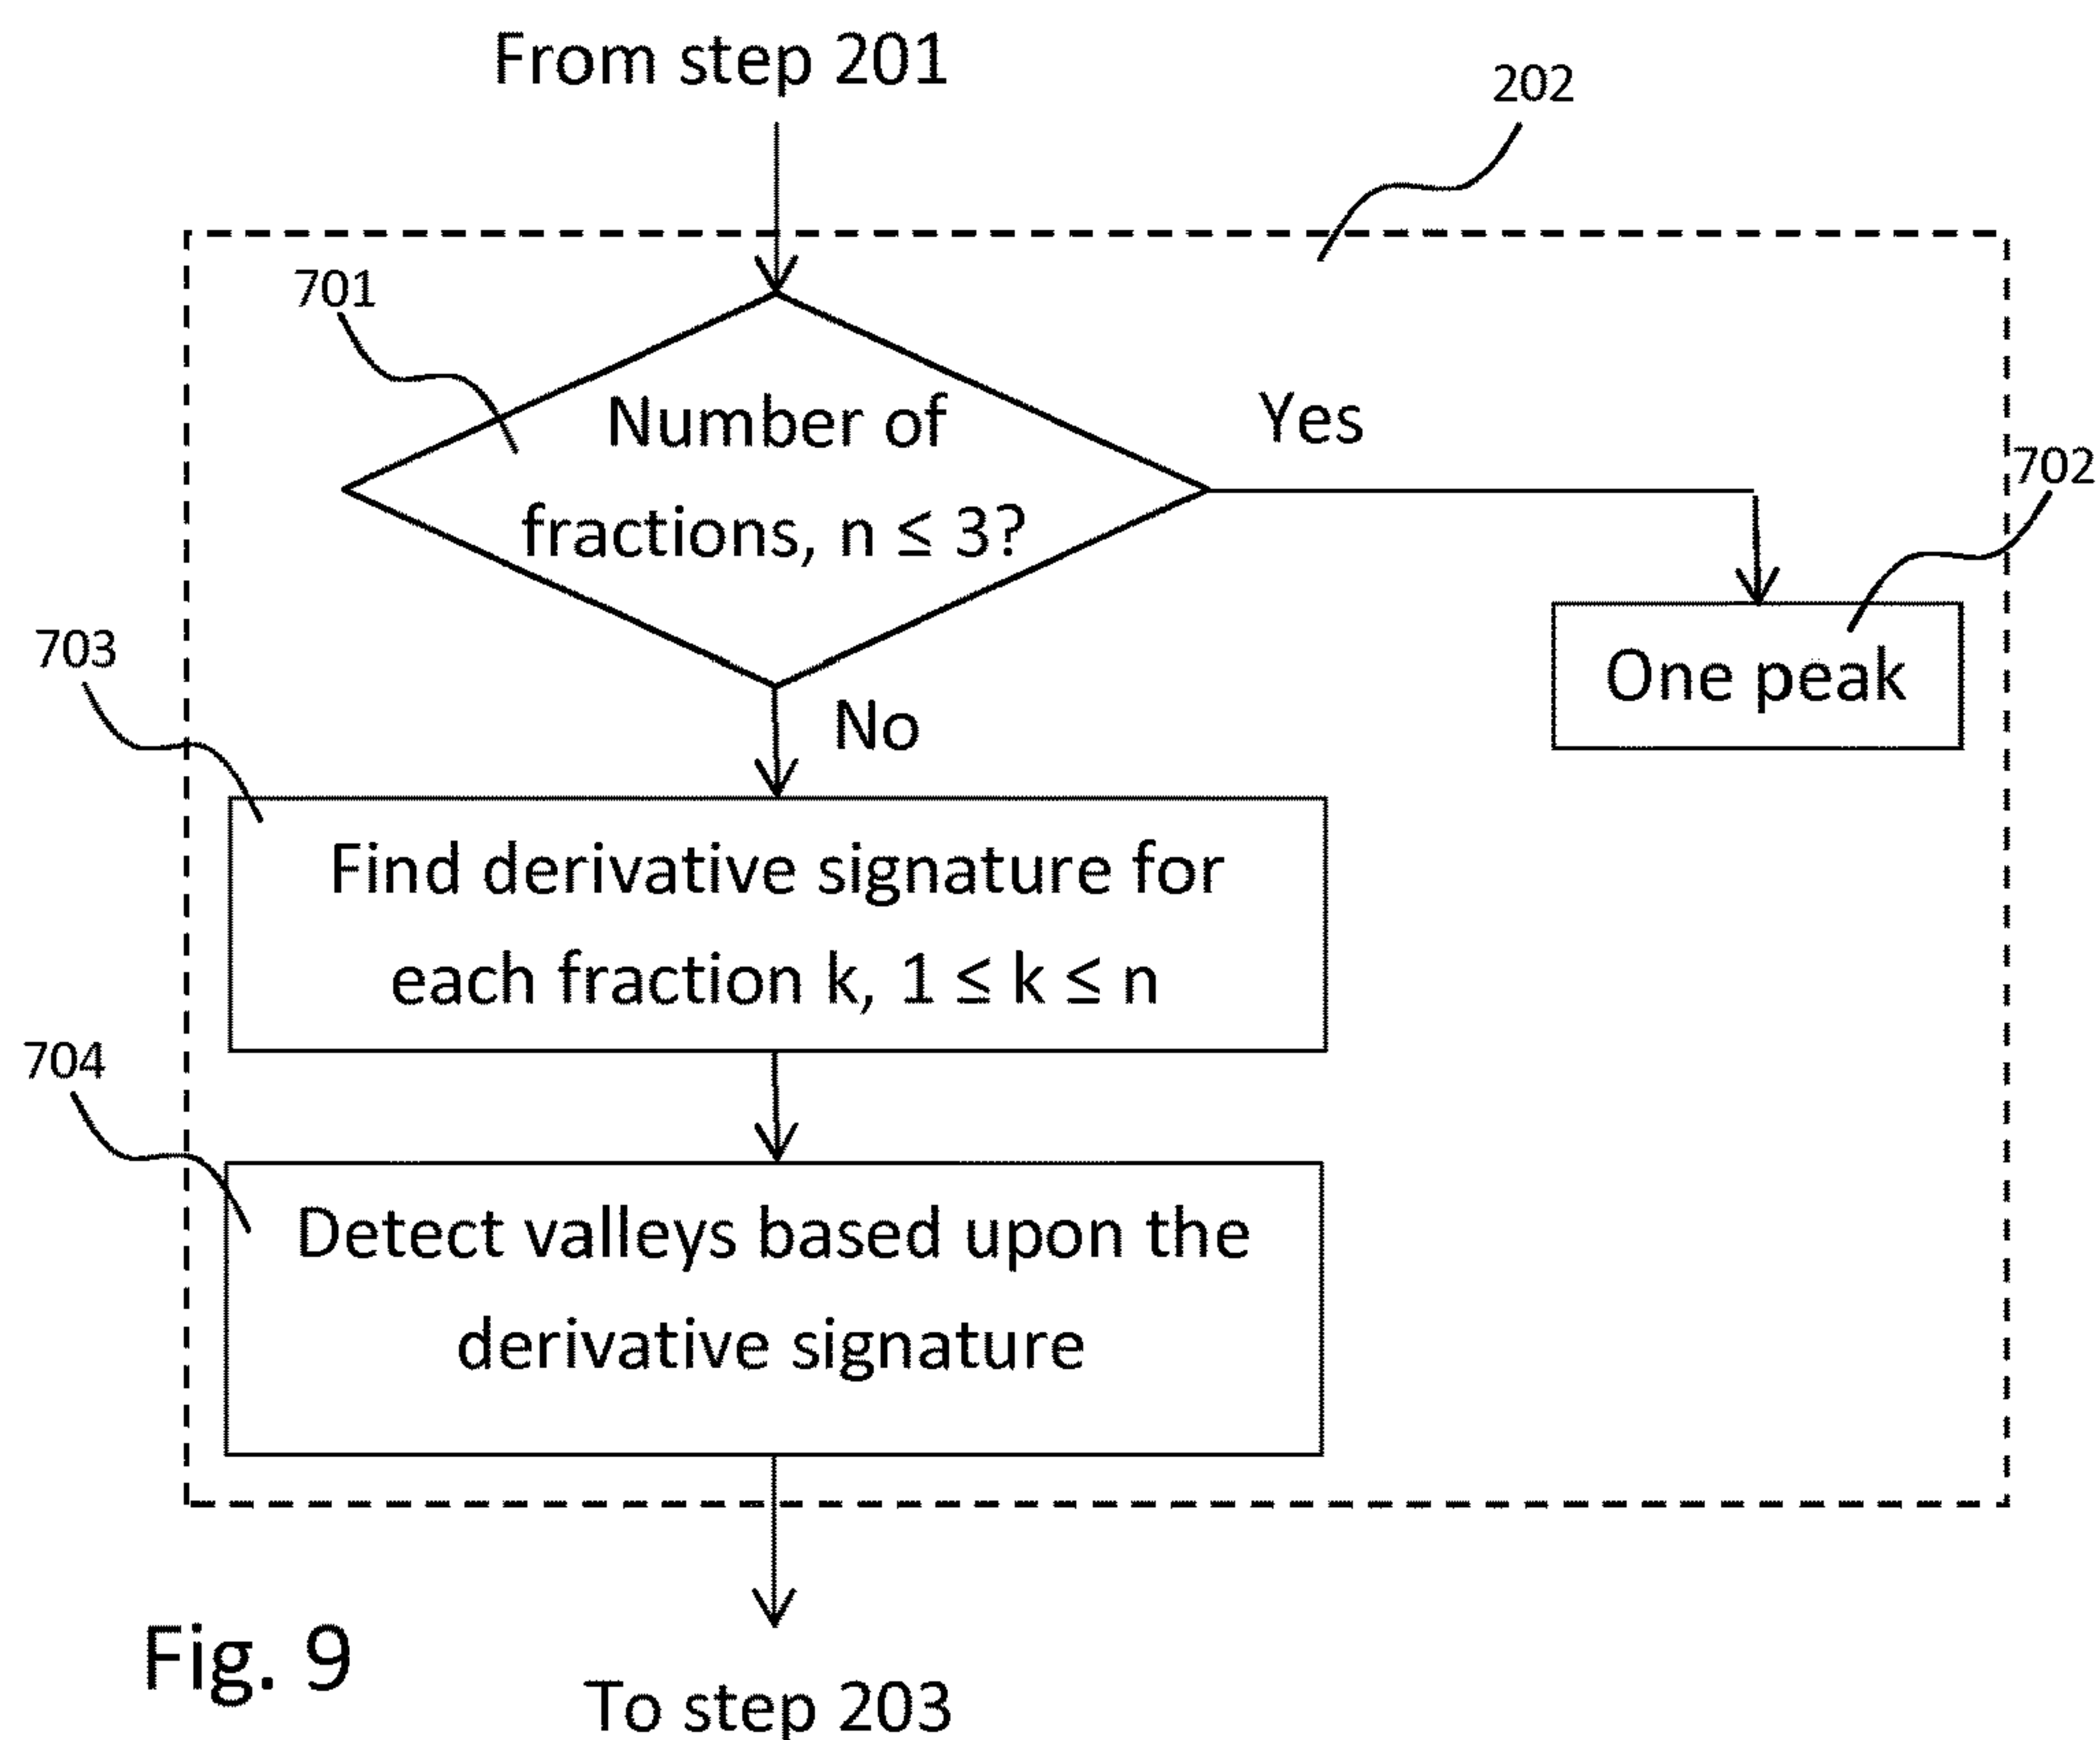 From step 201
202
701
Number of
fractions, n ≤ 3?
Yes
702
One peak
No
703
Find derivative signature for
each fraction k, 1 ≤ k ≤ n
704
Detect valleys based upon the
derivative signature
Fig. 9
To step 203